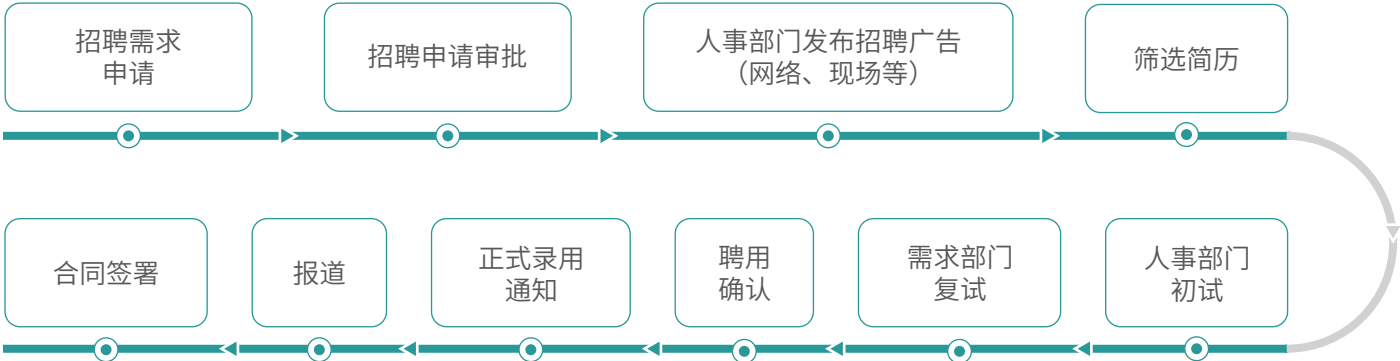 招聘需求
申请
招聘申请审批
人事部门发布招聘广告
（网络、现场等）
筛选简历
人事部门
初试
需求部门
复试
聘用
确认
正式录用
通知
报道
合同签署